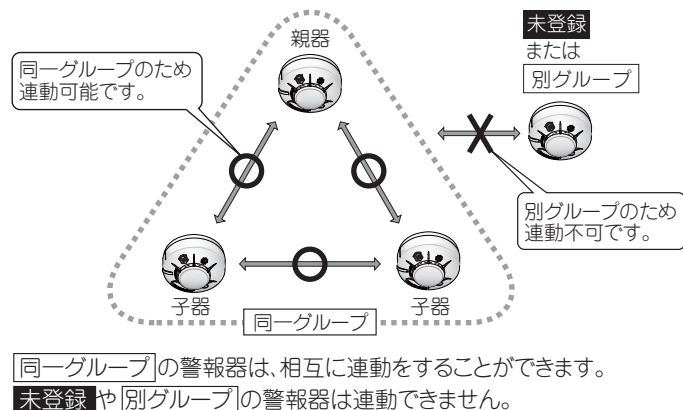 親器
同一グループのため
連動可能です。
未登録
または
別グループ
別グループのため
連動不可です。
子器
子器
同一グループ
同一グループの警報器は、相互に連動をすることができます。
未登録や別グループの警報器は連動できません。